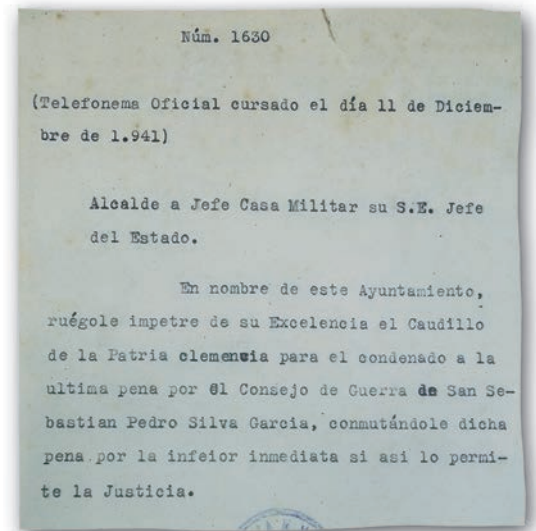 Núm. 1630
(Telefonema Oficial cursado el día 11 de Diciem-
bre de 1.941)
Alcalde a Jefe Casa Militar su S.E. Jefe
del Estado.
En nombre de este Ayuntamiento,
ruégole impetre de su Excelencia el Caudillo
de la Patria clemencia para el condenado a la
ultima pena por el Consejo de Guerra de San Se-
bastian Pedro Silva Garcia, conmutándole dicha
pena por la infeior inmediata si asi lo permi-
te la Justicia.